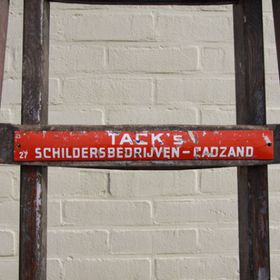 TACK's
27 SCHILDERSBEDRIJVEN - CADZAND